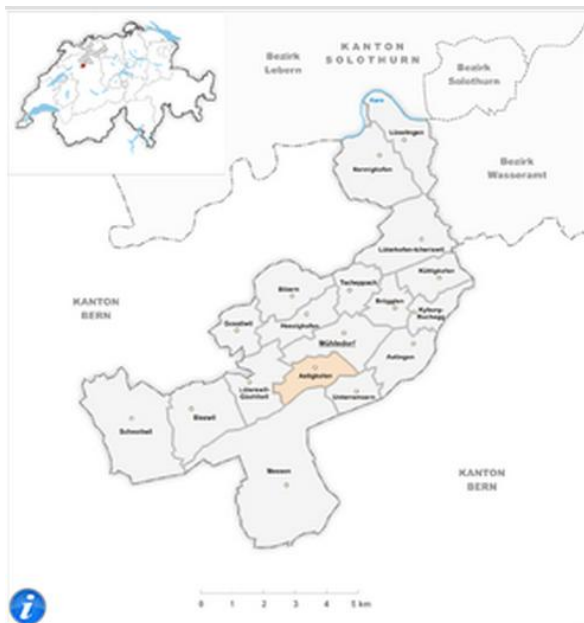 KANTON
SOLOTHURN
Bezirk
Lebern
Bezirk
Solothurn
Aare
Lüsslingen
Nennigkofen
Bezirk
Wasseramt
Lüterkofen-Ichertswil
Küttigkofen
Biezwil
Tscheppach
Brügglen
Kyburg-
Buchegg
Gossliwil
Hessigkofen
Mühledorf
Aetingen
KANTON
BERN
Aetigkofen
Lüterswil-
Gächliwil
Unterramsern
Schnottwil
Messen
KANTON
BERN
0 1 2 3 4 5 km
i